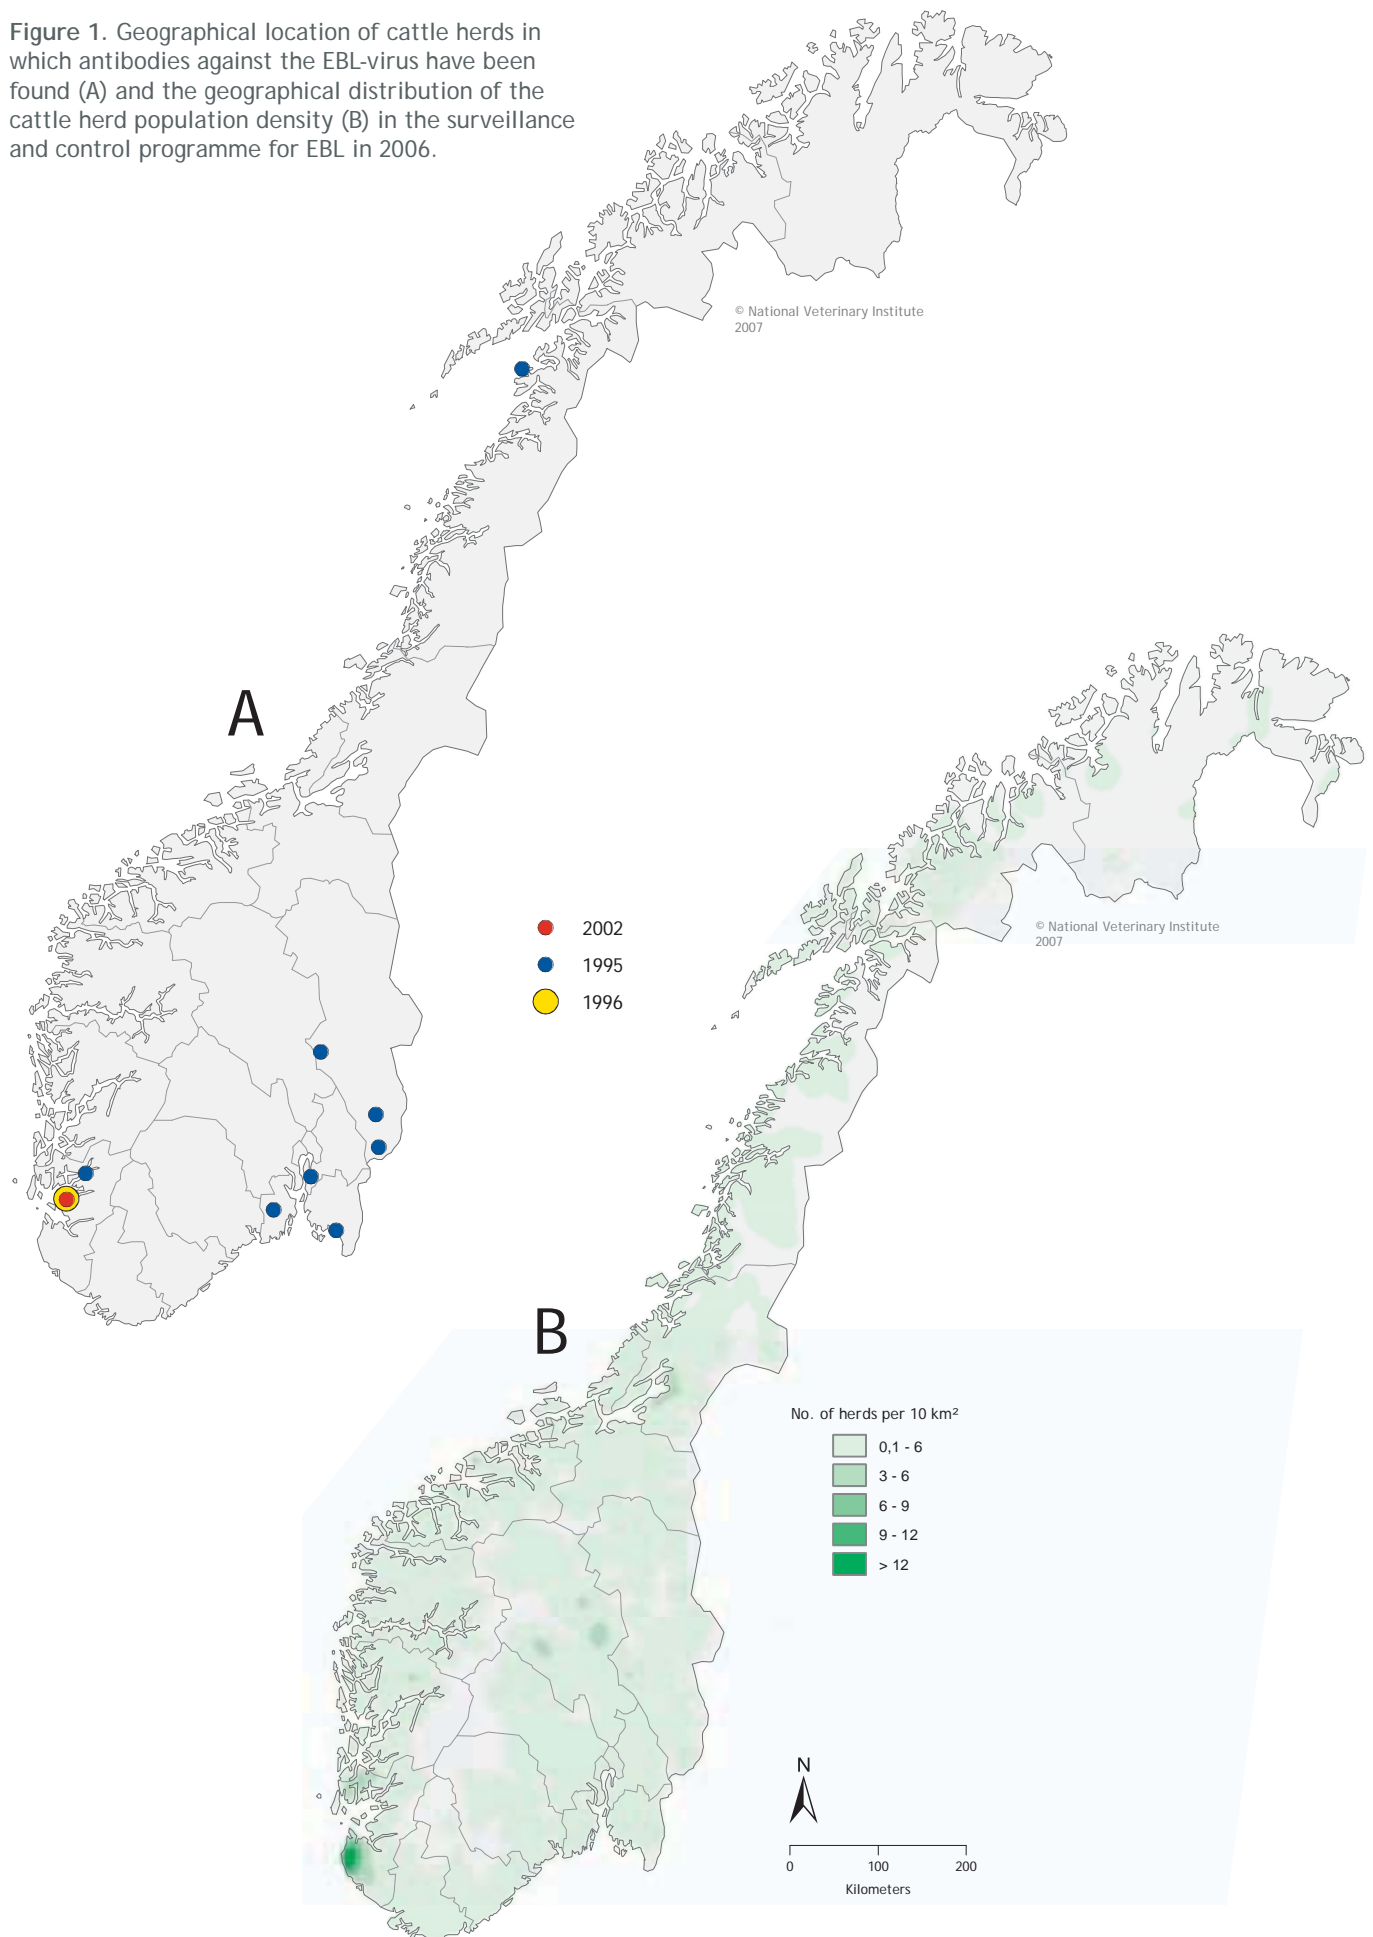 Figure 1. Geographical location of cattle herds in
which antibodies against the EBL-virus have been
found (A) and the geographical distribution of the
cattle herd population density (B) in the surveillance
and control programme for EBL in 2006.
© National Veterinary Institute
2007
A
2002
1995
1996
© National Veterinary Institute
2007
B
No. of herds per 10 km²
0,1 - 6
3 - 6
6 - 9
9 - 12
> 12
N
0 100 200
Kilometers